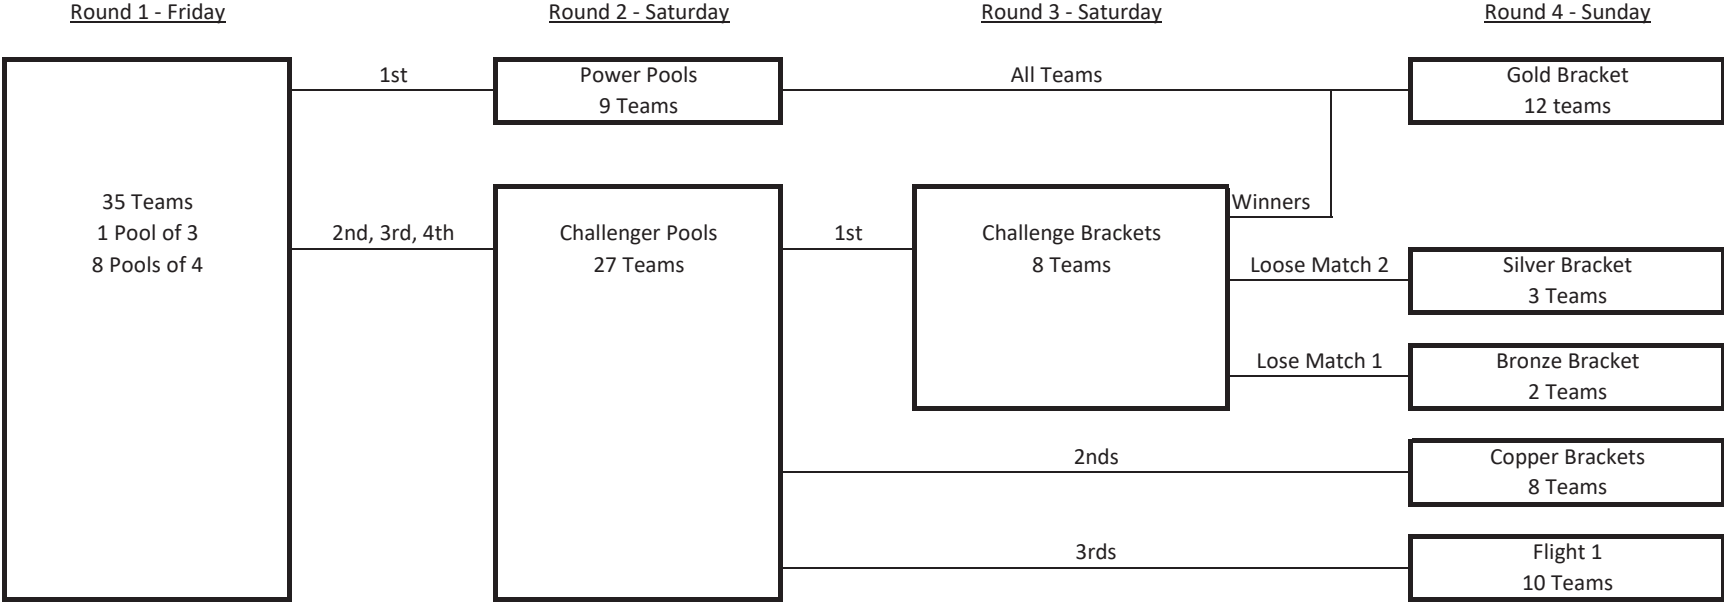 Round 1 - Friday
Round 2 - Saturday
Round 3 - Saturday
Round 4 - Sunday
35 Teams
1 Pool of 3
8 Pools of 4
1st
2nd, 3rd, 4th
Power Pools
9 Teams
Challenger Pools
27 Teams
All Teams
1st
Challenge Brackets
8 Teams
Winners
Loose Match 2
Lose Match 1
2nds
3rds
Gold Bracket
12 teams
Silver Bracket
3 Teams
Bronze Bracket
2 Teams
Copper Brackets
8 Teams
Flight 1
10 Teams